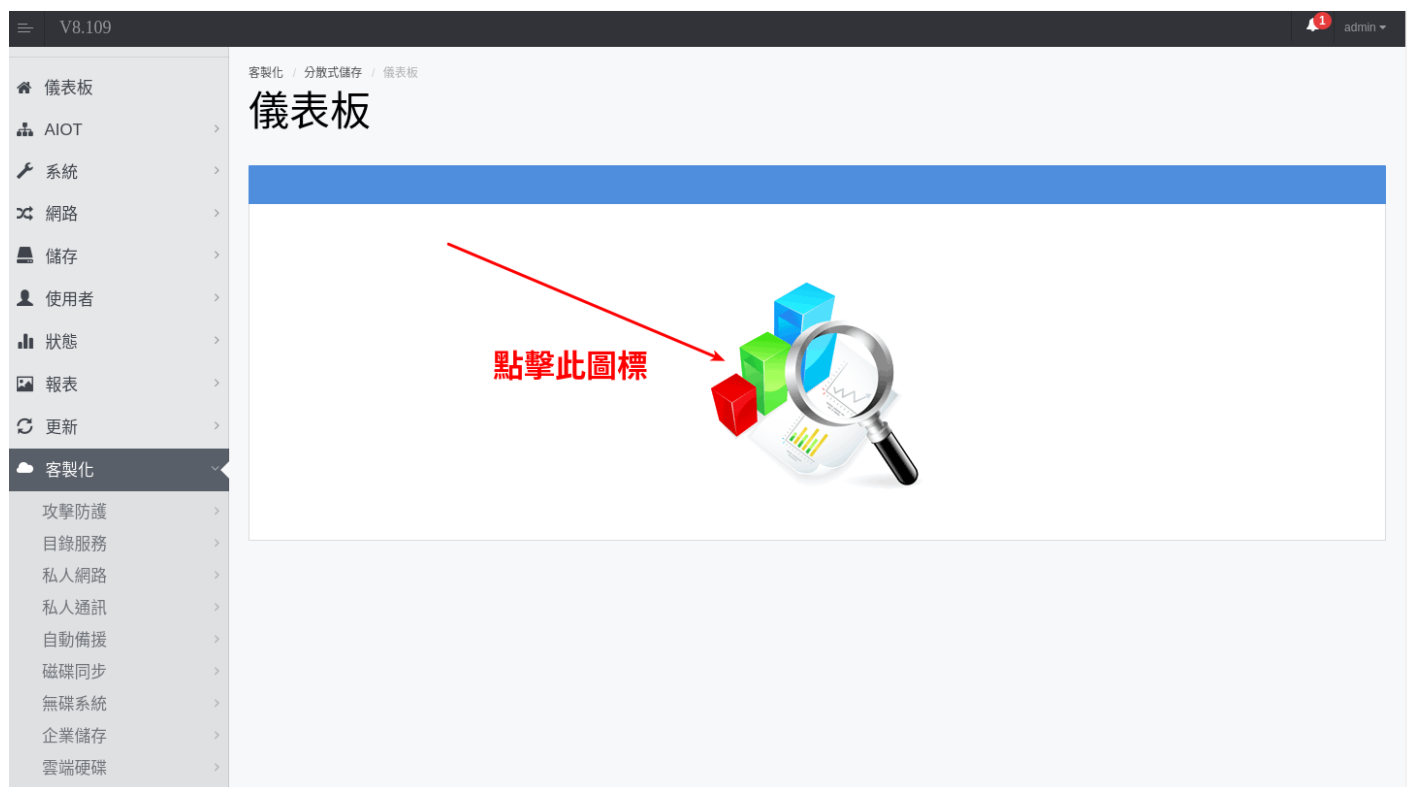 V8.109
1
admin
儀表板
AIOT
系統
網路
儲存
使用者
狀態
報表
更新
客製化
攻擊防護
目錄服務
私人網路
私人通訊
自動備援
磁碟同步
無碟系統
企業儲存
雲端硬碟
客製化 / 分散式儲存 / 儀表板
儀表板
點擊此圖標